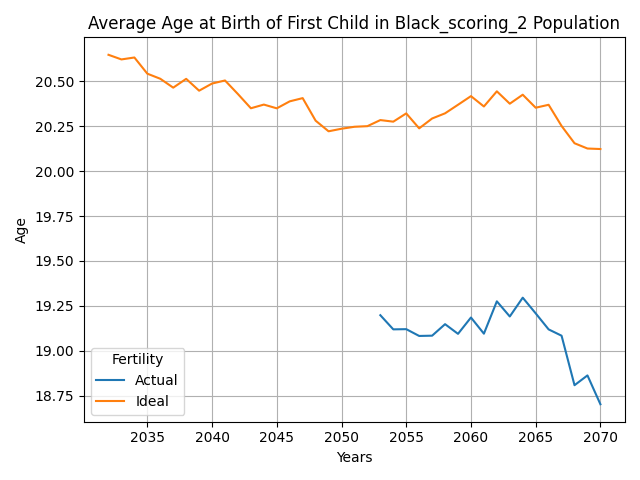 Average Age at Birth of First Child in Black_scoring_2 Population
Age
20.50
20.25
20.00
19.75
19.50
19.25
19.00
18.75
Fertility
Actual
Ideal
2035 2040 2045 2050 2055 2060 2065 2070
Years